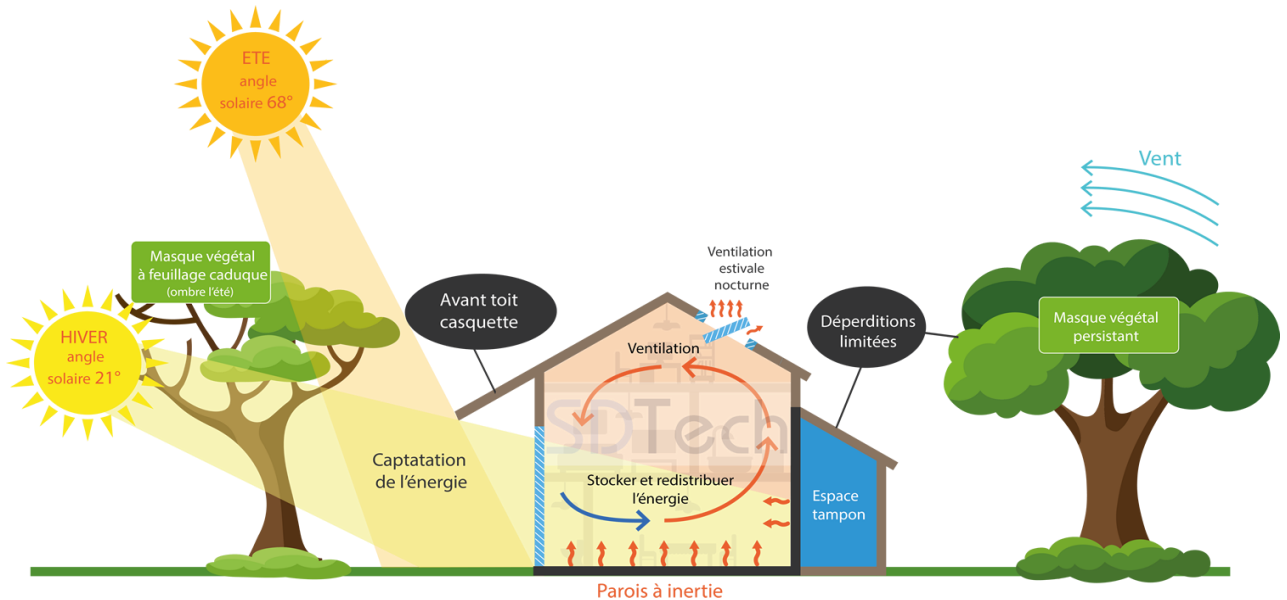 ETE
angle
solaire 68°
Vent
Masque végétal
à feuillage caduque
(ombre l'été)
Ventilation
estivale
nocturne
Avant toit
casquette
Déperditions
limitées
Masque végétal
persistant
HIVER
angle
solaire 21°
Ventilation
SDTech
Captatation
de l'énergie
Stocker et redistribuer
l'énergie
Espace
tampon
Parois à inertie